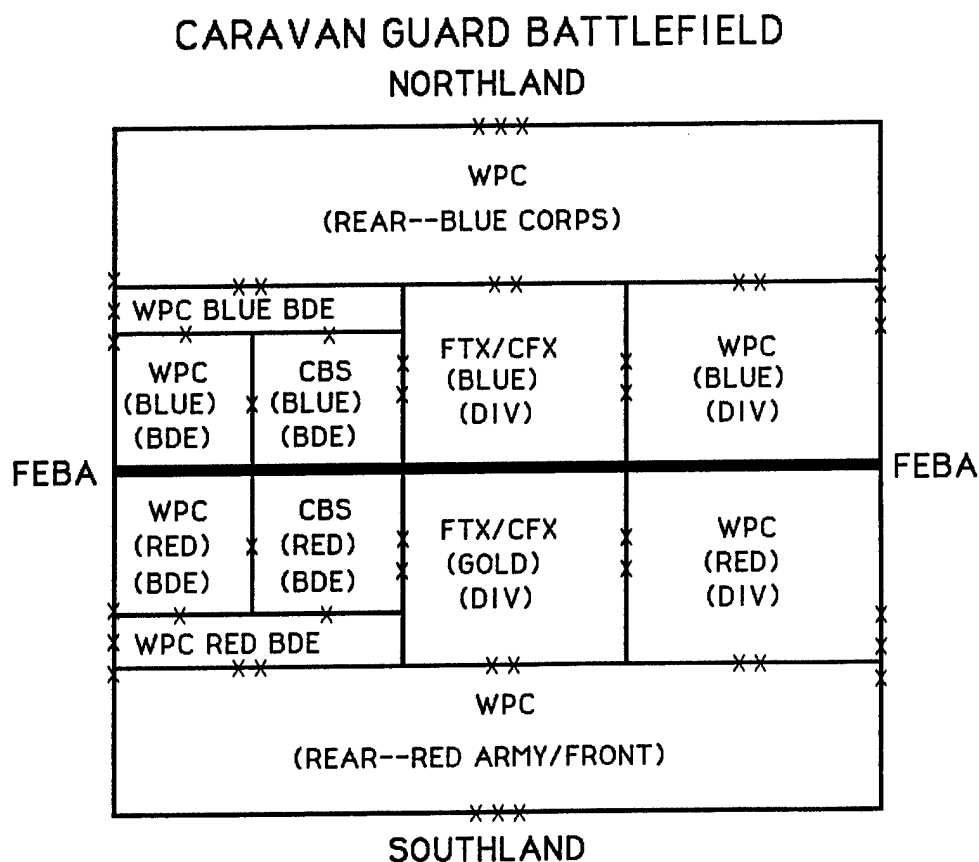 CARAVAN GUARD BATTLEFIELD
NORTHLAND
XXX
WPC
(REAR--BLUE CORPS)
XX XX XX
WPC BLUE BDE
X X
WPC
(BLUE)
(BDE)
CBS
(BLUE)
(BDE)
FTX/CFX
(BLUE)
(DIV)
WPC
(BLUE)
(DIV)
FEBA
FEBA
WPC
(RED)
(BDE)
CBS
(RED)
(BDE)
FTX/CFX
(GOLD)
(DIV)
WPC
(RED)
(DIV)
X X
WPC RED BDE
XX XX XX
WPC
(REAR--RED ARMY/FRONT)
XXX
SOUTHLAND